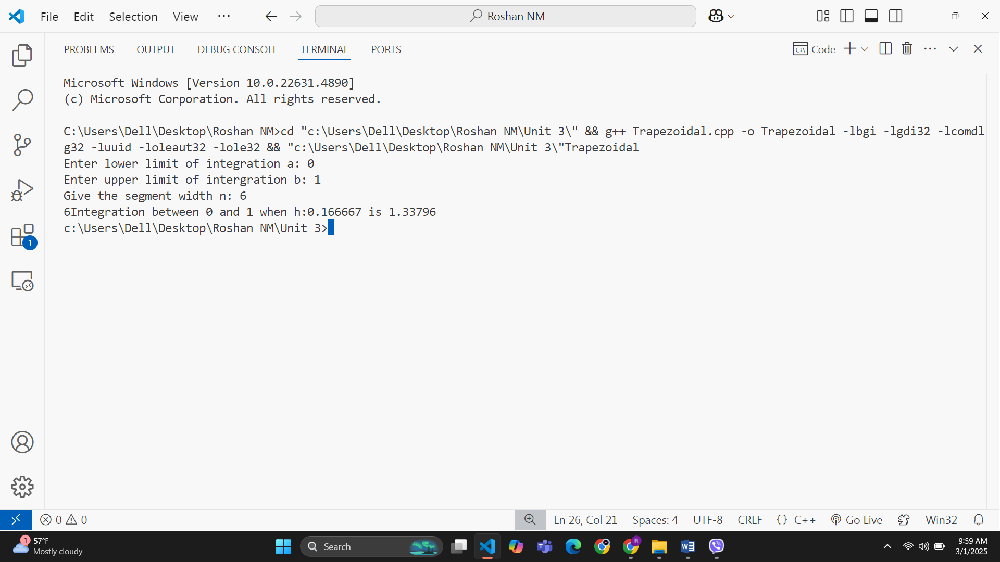 File Edit Selection View ··· Roshan NM
PROBLEMS OUTPUT DEBUG CONSOLE TERMINAL PORTS Code
Microsoft Windows [Version 10.0.22631.4890]
(c) Microsoft Corporation. All rights reserved.
C:\Users\Dell\Desktop\Roshan NM>cd "c:\Users\Dell\Desktop\Roshan NM\Unit 3\" && g++ Trapezoidal.cpp -o Trapezoidal -lbgi -lgdi32 -lcomdl
g32 -luuid -loleaut32 -lole32 && "c:\Users\Dell\Desktop\Roshan NM\Unit 3\"Trapezoidal
Enter lower limit of integration a: 0
Enter upper limit of intergration b: 1
Give the segment width n: 6
6Integration between 0 and 1 when h:0.166667 is 1.33796
c:\Users\Dell\Desktop\Roshan NM\Unit 3>
1
0 0 Ln 26, Col 21 Spaces: 4 UTF-8 CRLF {} C++ Go Live Win32
1 57°F
Mostly cloudy
Search
R
9:59 AM
3/1/2025